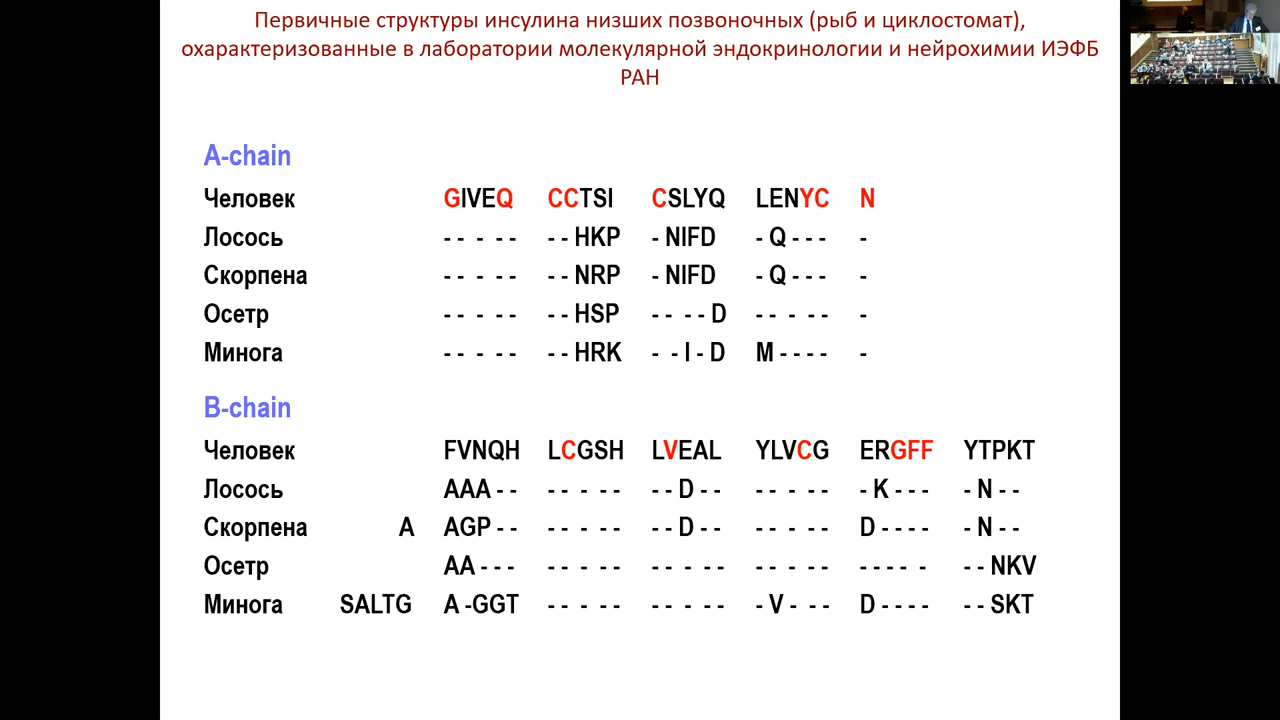 Первичные структуры инсулина низших позвоночных (рыб и циклостомат),
охарактеризованные в лаборатории молекулярной эндокринологии и нейрохимии ИЭФБ
РАН
A-chain
Человек GIVEQ CCTSI CSLYQ LENYC N
Лосось - - - - - - - HKP - NIFD - Q - - - -
Скорпена - - - - - - - NRP - NIFD - Q - - - -
Осетр - - - - - - - HSP - - - - D - - - - - -
Минога - - - - - - - HRK - - I - D M - - - - -
B-chain
Человек FVNQH LCGSH LVEAL YLVCG ERGFF YTPKT
Лосось AAA - - - - - - - - - D - - - - - - - - K - - - - N - -
Скорпена A AGP - - - - - - - - - D - - - - - - - D - - - - - N - -
Осетр AA - - - - - - - - - - - - - - - - - - - - - - - - - NKV
Минога SALTG A - GGT - - - - - - - - - - - V - - - D - - - - - - SKT